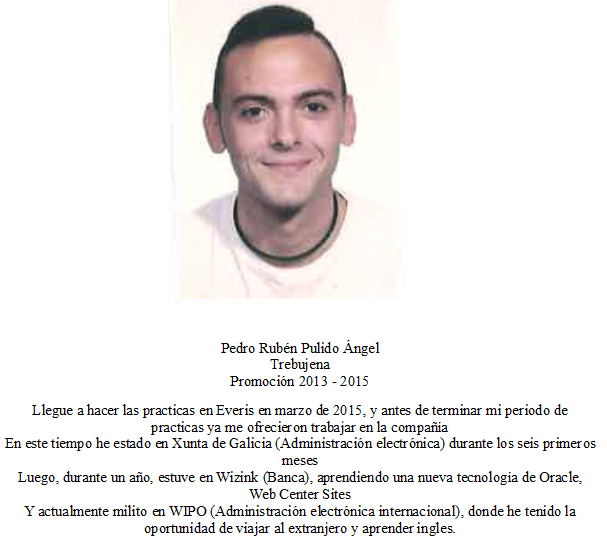 Pedro Rubén Pulido Ángel
Trebujena
Promoción 2013 - 2015
Llegue a hacer las practicas en Everis en marzo de 2015, y antes de terminar mi periodo de
practicas ya me ofrecieron trabajar en la compañia
En este tiempo he estado en Xunta de Galicia (Administración electrónica) durante los seis primeros
meses
Luego, durante un año, estuve en Wizink (Banca), aprendiendo una nueva tecnologia de Oracle,
Web Center Sites
Y actualmente milito en WIPO (Administración electrónica internacional), donde he tenido la
oportunidad de viajar al extranjero y aprender ingles.